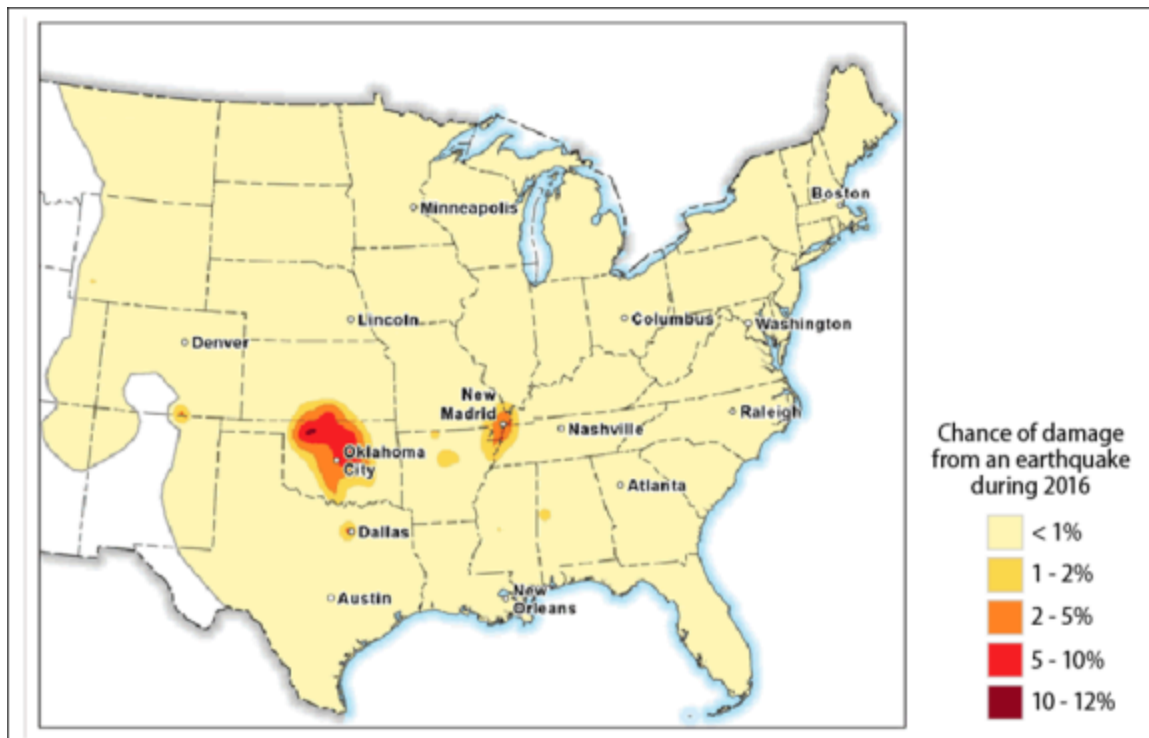 Boston
Minneapolis
Lincoln
Columbus
Washington
Denver
New
Madrid
Raleigh
Nashville
Oklahoma
City
Atlanta
Dallas
Austin
New
Orleans
Chance of damage
from an earthquake
during 2016
< 1%
1 - 2%
2 - 5%
5 - 10%
10 - 12%